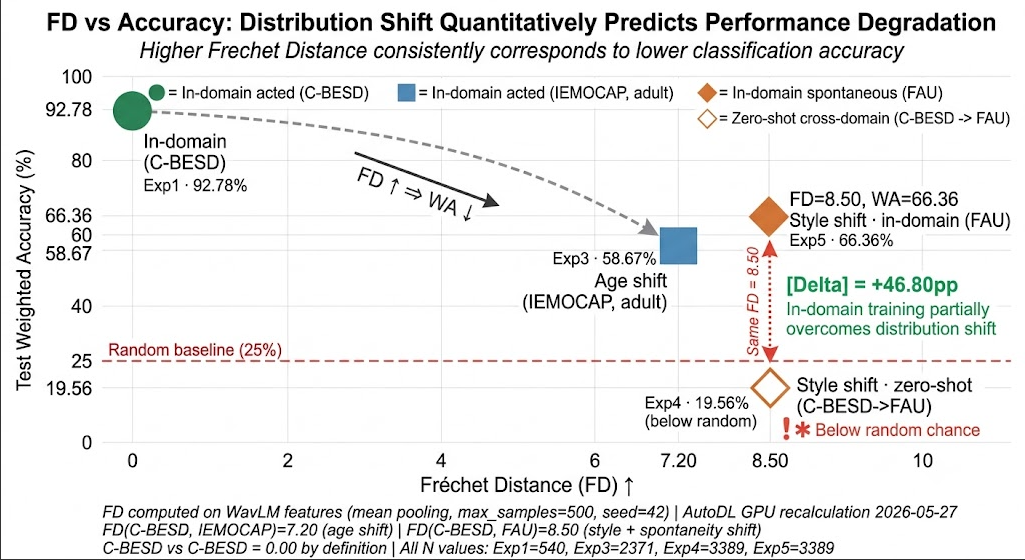 FD vs Accuracy: Distribution Shift Quantitatively Predicts Performance Degradation
Higher Frechet Distance consistently corresponds to lower classification accuracy
= In-domain acted (C-BESD)
= In-domain acted (IEMOCAP, adult)
= In-domain spontaneous (FAU)
= Zero-shot cross-domain (C-BESD -> FAU)
Test Weighted Accuracy (%)
100
92.78
80
66.36
60
58.67
40
25
19.56
0
In-domain
(C-BESD)
Exp1 · 92.78%
FD ↑ ⇒ WA ↓
Exp3 · 58.67%
Age shift
(IEMOCAP, adult)
FD=8.50, WA=66.36
Style shift · in-domain (FAU)
Exp5 · 66.36%
Same FD = 8.50
[Delta] = +46.80pp
In-domain training partially
overcomes distribution shift
Random baseline (25%)
Exp4 · 19.56%
(below random)
Style shift · zero-shot
(C-BESD->FAU)
!* Below random chance
0
2
4
6
7.20
8.50
10
Fréchet Distance (FD) ↑
FD computed on WavLM features (mean pooling, max_samples=500, seed=42) | AutoDL GPU recalculation 2026-05-27
FD(C-BESD, IEMOCAP)=7.20 (age shift) | FD(C-BESD, FAU)=8.50 (style + spontaneity shift)
C-BESD vs C-BESD = 0.00 by definition | All N values: Exp1=540, Exp3=2371, Exp4=3389, Exp5=3389